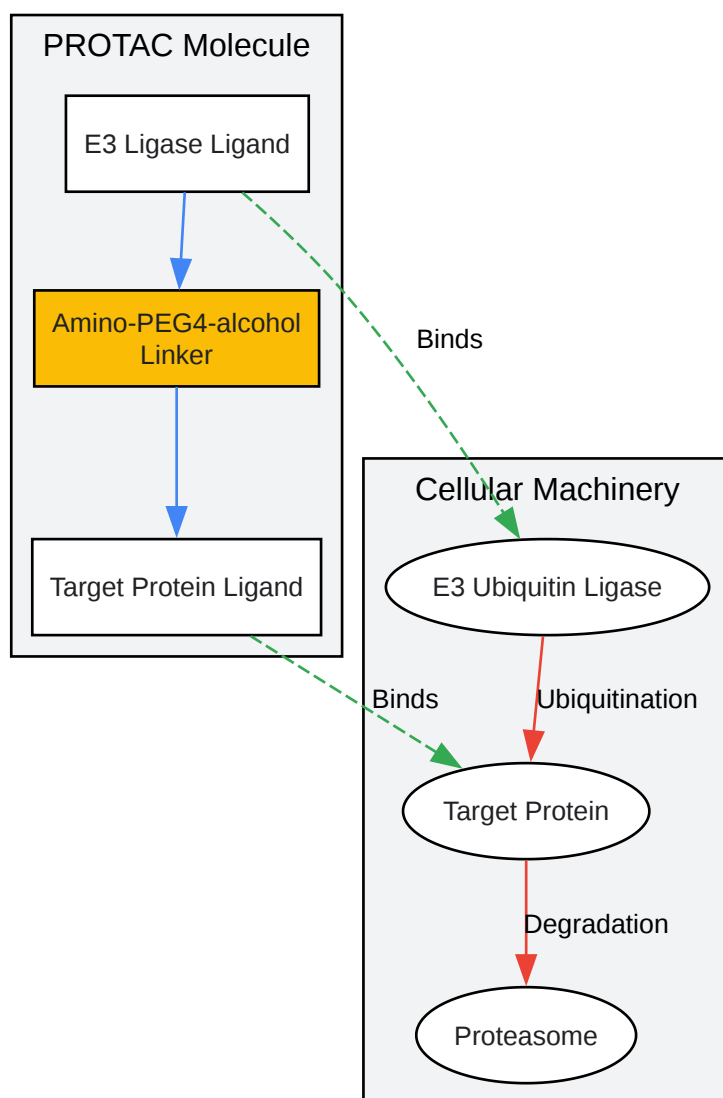 PROTAC Molecule
E3 Ligase Ligand
Amino-PEG4-alcohol
Linker
Binds
Cellular Machinery
Target Protein Ligand
E3 Ubiquitin Ligase
Binds
Ubiquitination
Target Protein
Degradation
Proteasome